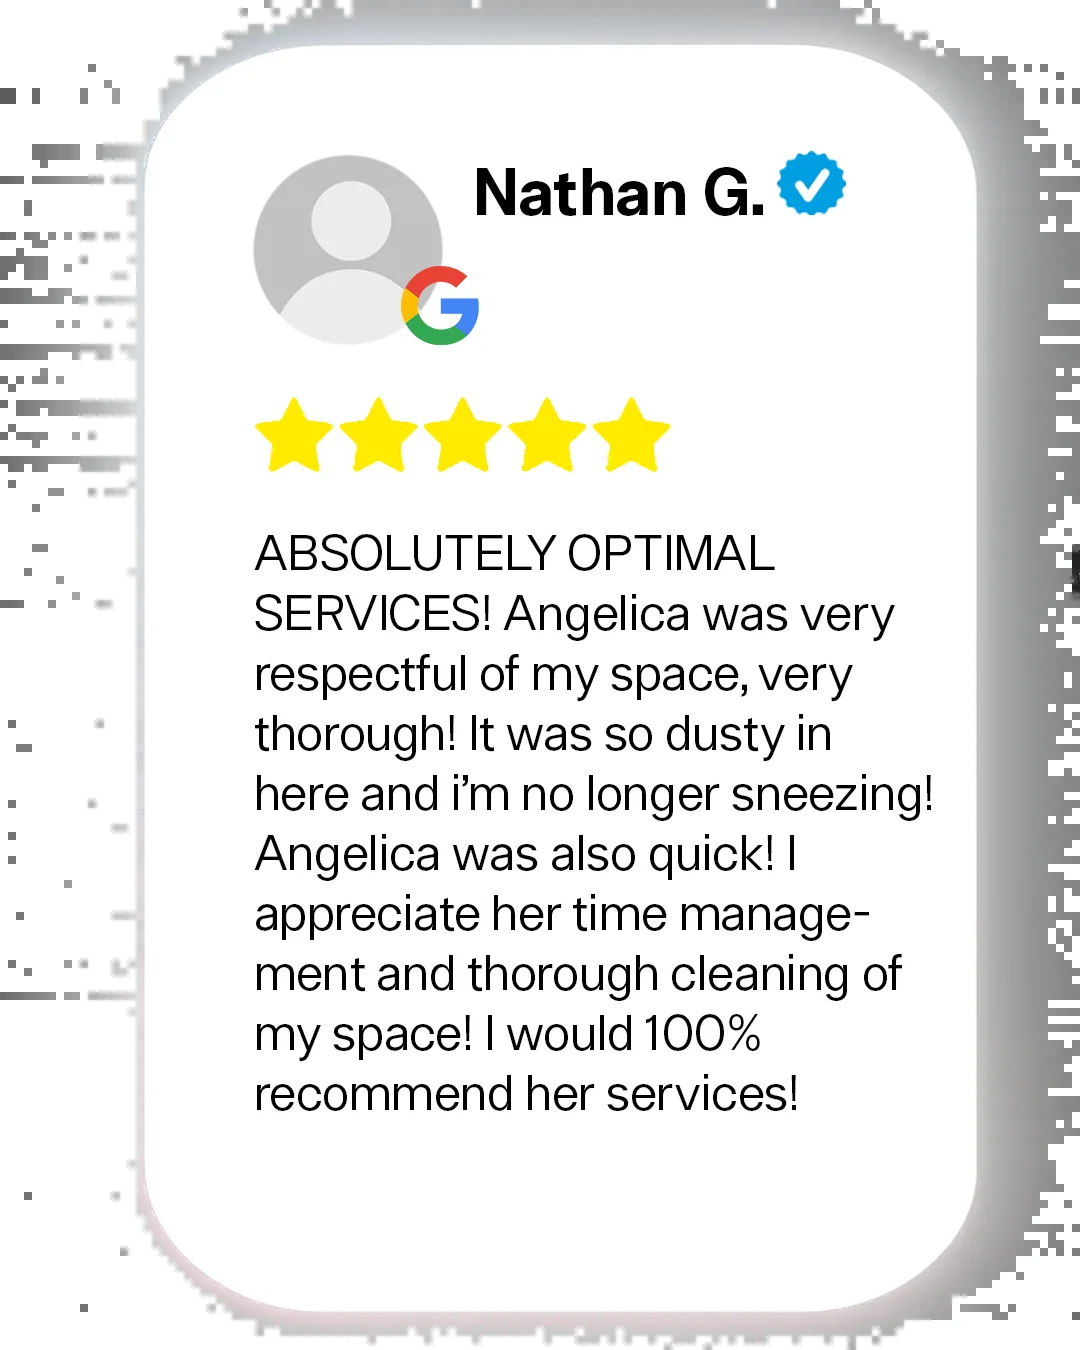 Nathan G.
ABSOLUTELY OPTIMAL
SERVICES! Angelica was very
respectful of my space, very
thorough! It was so dusty in
here and i’m no longer sneezing!
Angelica was also quick! I
appreciate her time manage-
ment and thorough cleaning of
my space! I would 100%
recommend her services!